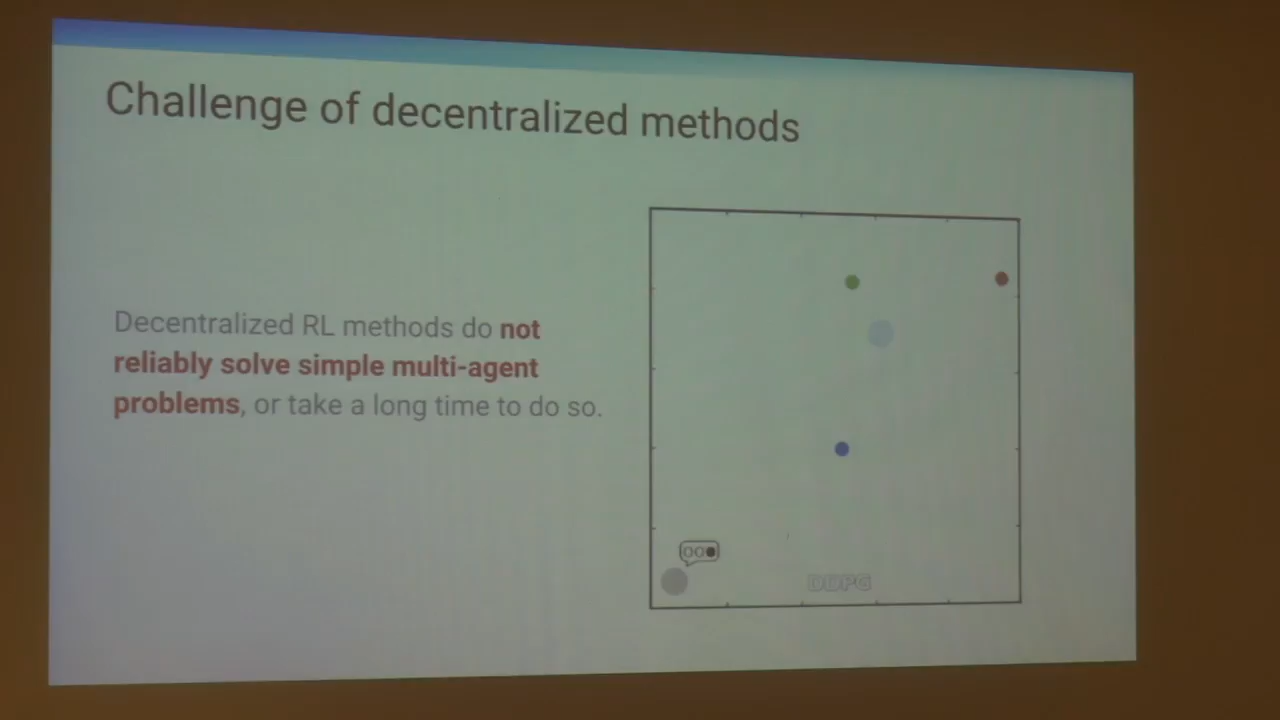 Challenge of decentralized methods
Decentralized RL methods do not
reliably solve simple multi-agent
problems, or take a long time to do so.
DDPG